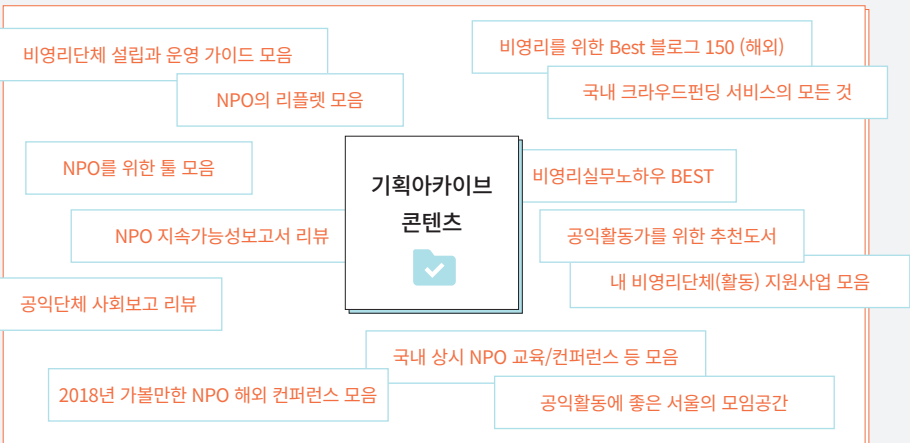 비영리단체 설립과 운영 가이드 모음
비영리를 위한 Best 블로그 150 (해외)
NPO의 리플렛 모음
국내 크라우드펀딩 서비스의 모든 것
NPO를 위한 툴 모음
기획아카이브
콘텐츠
비영리실무노하우 BEST
NPO 지속가능성보고서 리뷰
공익활동가를 위한 추천도서
내 비영리단체(활동) 지원사업 모음
공익단체 사회보고 리뷰
국내 상시 NPO 교육/컨퍼런스 등 모음
2018년 가볼만한 NPO 해외 컨퍼런스 모음
공익활동에 좋은 서울의 모임공간